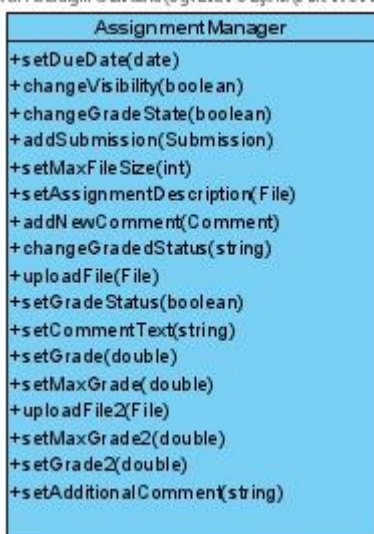 AssignmentManager
+setDueDate(date)
+changeVisibility(boolean)
+changeGradeState(boolean)
+addSubmission(Submission)
+setMaxFileSize(int)
+setAssignmentDescription(File)
+addNewComment(Comment)
+changeGradedStatus(string)
+uploadFile(File)
+setGradeStatus(boolean)
+setCommentText(string)
+setGrade(double)
+setMaxGrade(double)
+uploadFile2(File)
+setMaxGrade2(double)
+setGrade2(double)
+setAdditionalComment(string)